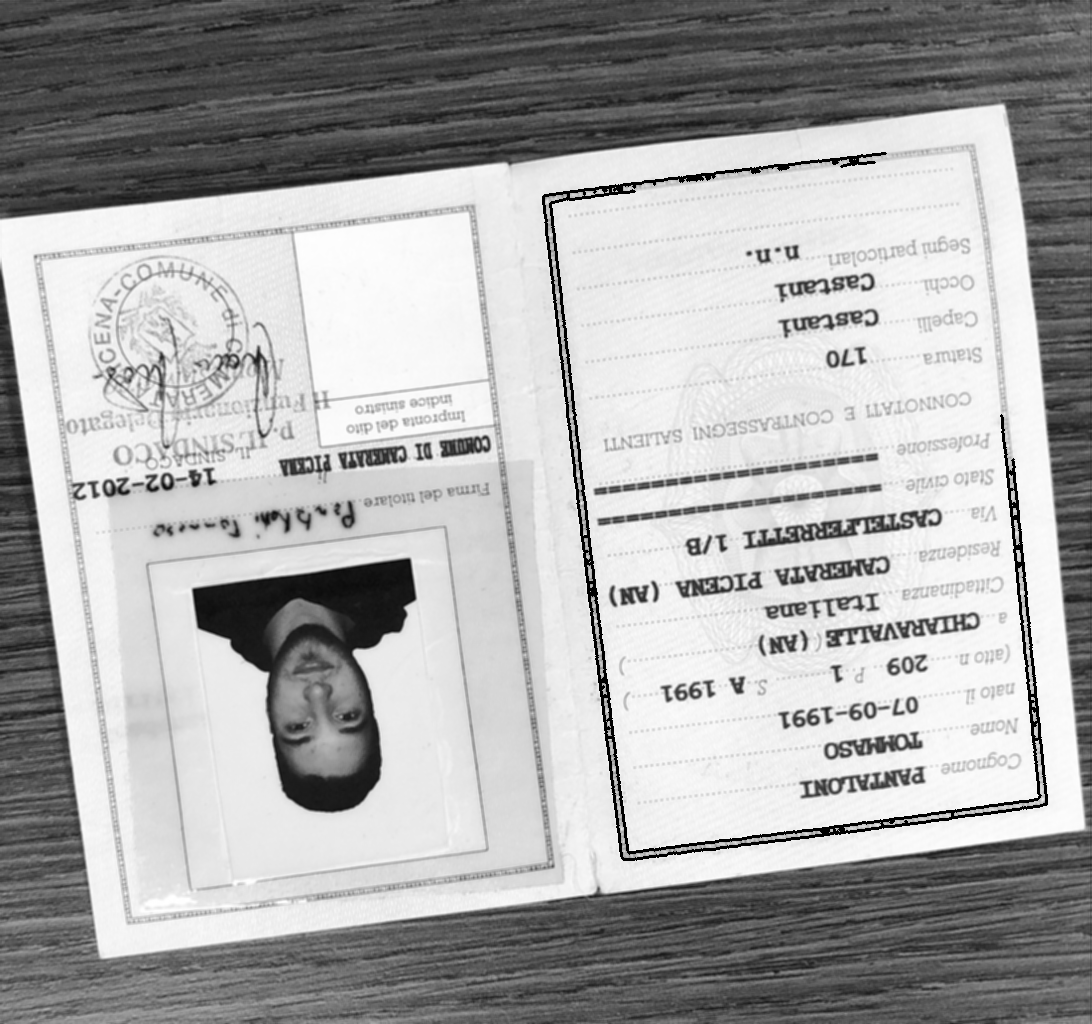 Cognome PANTALONI
Nome TOMMASO
nato il 07-09-1991
(atto n. 209 P. 1 S. A 1991 )
a CHIARAVALLE ( (AN) )
Cittadinanza Italiana
Residenza CAMERATA PICENA (AN)
Via CASTELFERRETTI 1/B
Stato civile ==========================
Professione ==========================
CONNOTATI E CONTRASSEGNI SALIENTI
Statura 170
Capelli Castani
Occhi Castani
Segni particolari n.n.
Firma del titolare Pantaloni Tommaso
COMUNE DI CAMERATA PICENA li 14-02-2012
IL SINDACO
P. IL SINDACO
Il Funzionario Delegato
Impronta del dito
indice sinistro
COMUNE DI CAMERATA PICENA